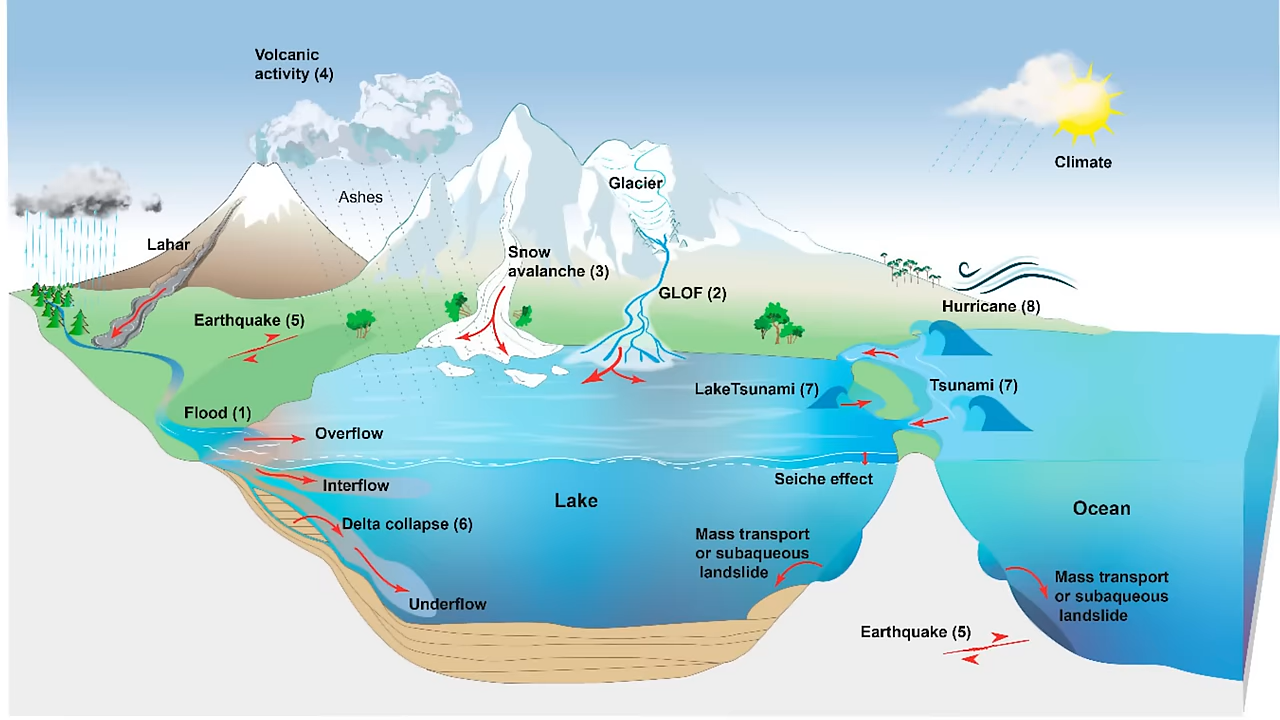 Volcanic
activity (4)
Climate
Ashes
Glacier
Lahar
Snow
avalanche (3)
GLOF (2)
Hurricane (8)
Earthquake (5)
LakeTsunami (7)
Tsunami (7)
Flood (1)
Overflow
Seiche effect
Interflow
Lake
Ocean
Delta collapse (6)
Mass transport
or subaqueous
landslide
Mass transport
or subaqueous
landslide
Underflow
Earthquake (5)